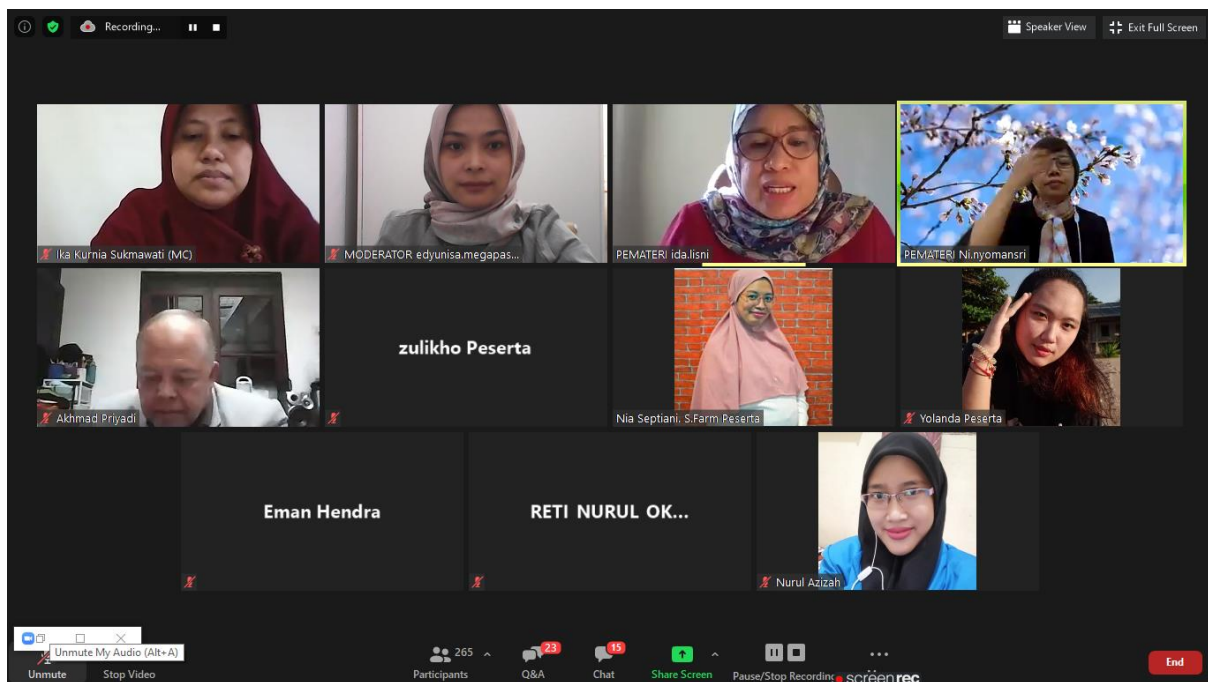 Recording...
Speaker View
Exit Full Screen
Ika Kurnia Sukmawati (MC)
MODERATOR edyunisa.megapas...
PEMATERI ida.lisni
PEMATERI Ni.nyomansri
Akhmad Priyadi
zulikho Peserta
Nia Septiani. S.Farm Peserta
Yolanda Peserta
Eman Hendra
RETI NURUL OK...
Nurul Azizah
Unmute My Audio (Alt+A)
265
23
15
Unmute
Stop Video
Participants
Q&A
Chat
Share Screen
Pause/Stop Recording
screenrec
End